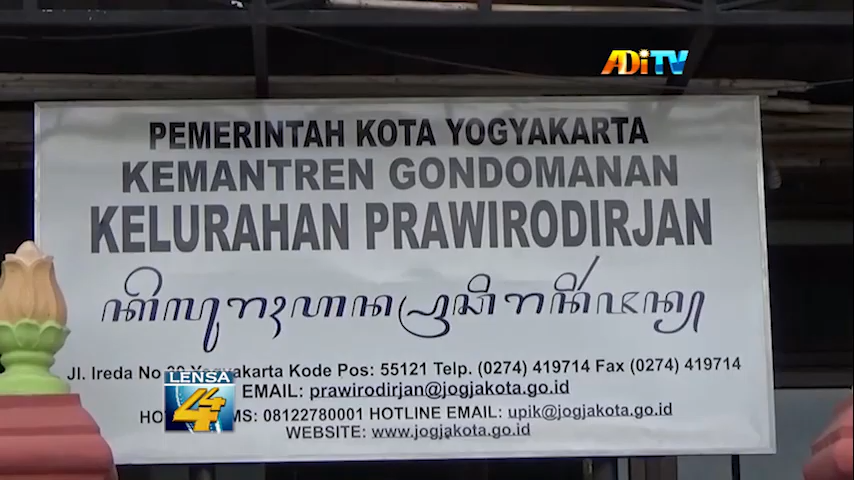 ADiTV
PEMERINTAH KOTA YOGYAKARTA
KEMANTREN GONDOMANAN
KELURAHAN PRAWIRODIRJAN
Jl. Ireda No Yogyakarta Kode Pos: 55121 Telp. (0274) 419714 Fax (0274) 419714
EMAIL: prawirodirjan@jogjakota.go.id
MS: 08122780001 HOTLINE EMAIL: upik@jogjakota.go.id
WEBSITE: www.jogjakota.go.id
LENSA
44